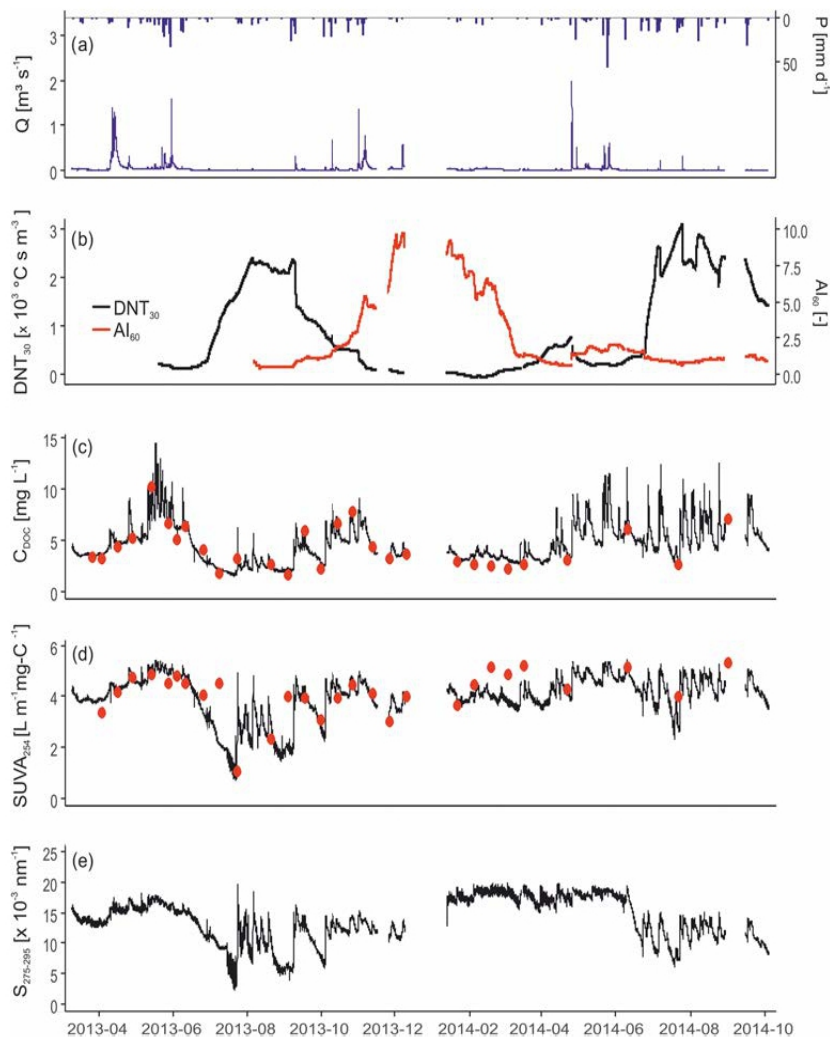 (a)
Q [m³ s⁻¹]
3
2
1
0
0
50
P [mm d⁻¹]
(b)
DNT₃₀ [x 10³ °C s m⁻³]
3
2
1
0
DNT₃₀
AI₆₀
10.0
7.5
5.0
2.5
0.0
AI₆₀ [-]
(c)
C_DOC [mg L⁻¹]
15
10
5
0
(d)
SUVA₂₅₄ [L m⁻¹mg-C⁻¹]
6
4
2
0
(e)
S₂₇₅₋₂₉₅ [x 10⁻³ nm⁻¹]
25
20
15
10
5
0
2013-04 2013-06 2013-08 2013-10 2013-12 2014-02 2014-04 2014-06 2014-08 2014-10